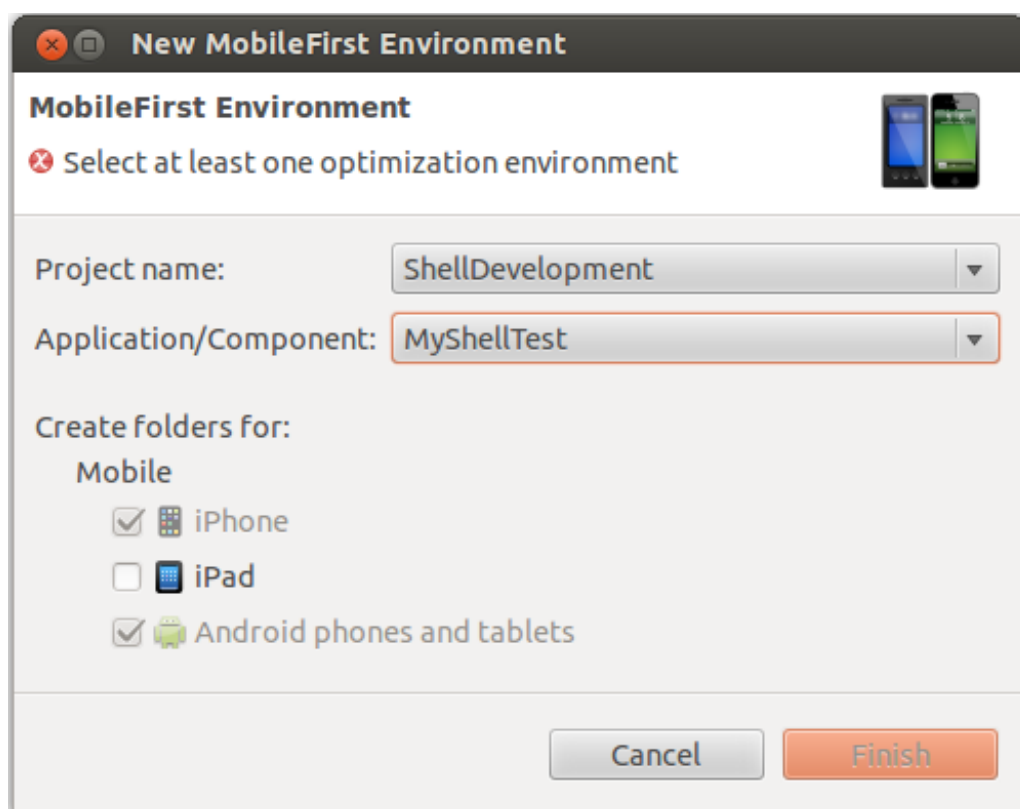 New MobileFirst Environment
MobileFirst Environment
Select at least one optimization environment
Project name: ShellDevelopment
Application/Component: MyShellTest
Create folders for:
Mobile
iPhone
iPad
Android phones and tablets
Cancel Finish